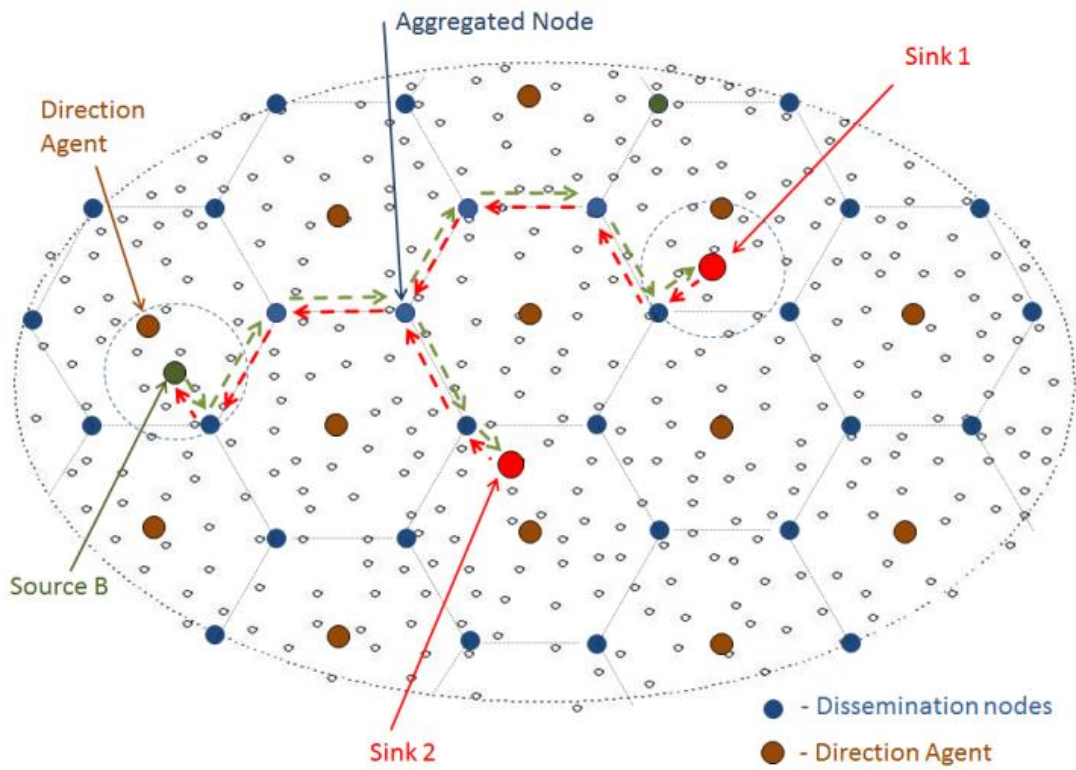 Aggregated Node
Sink 1
Direction
Agent
Source B
Sink 2
- Dissemination nodes
- Direction Agent